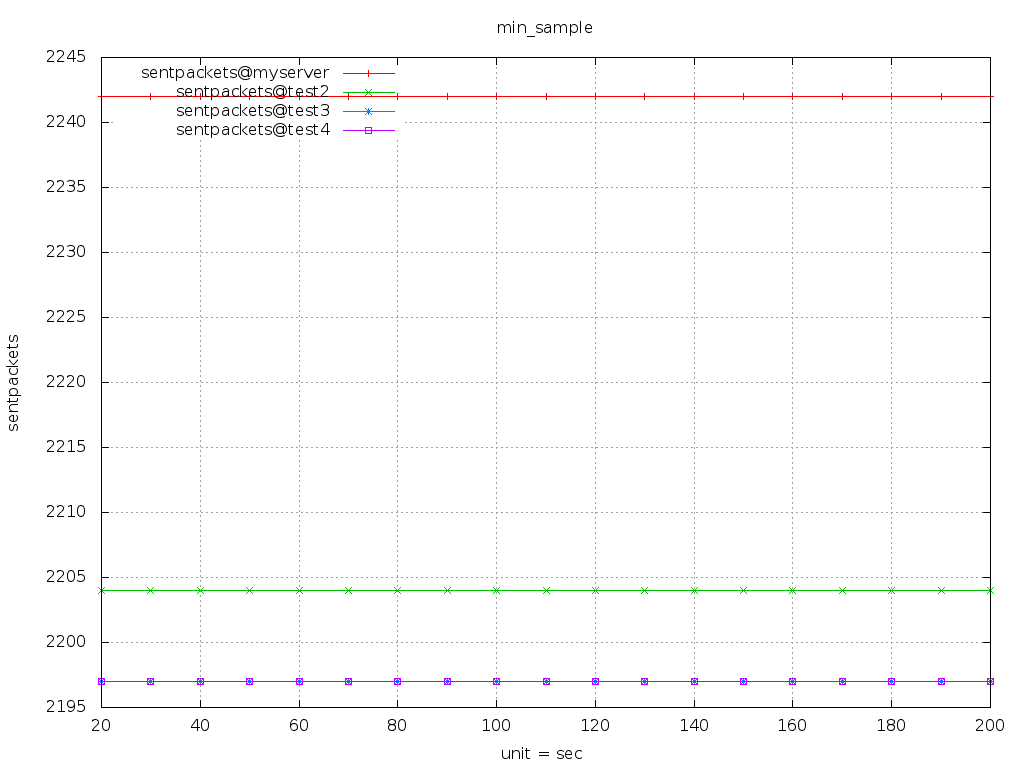 min_sample
2245
sentpackets@myserver
sentpackets@test2
sentpackets@test3
sentpackets@test4
2240
2235
2230
2225
2220
2215
2210
2205
2200
2195
sentpackets
20 40 60 80 100 120 140 160 180 200
unit = sec